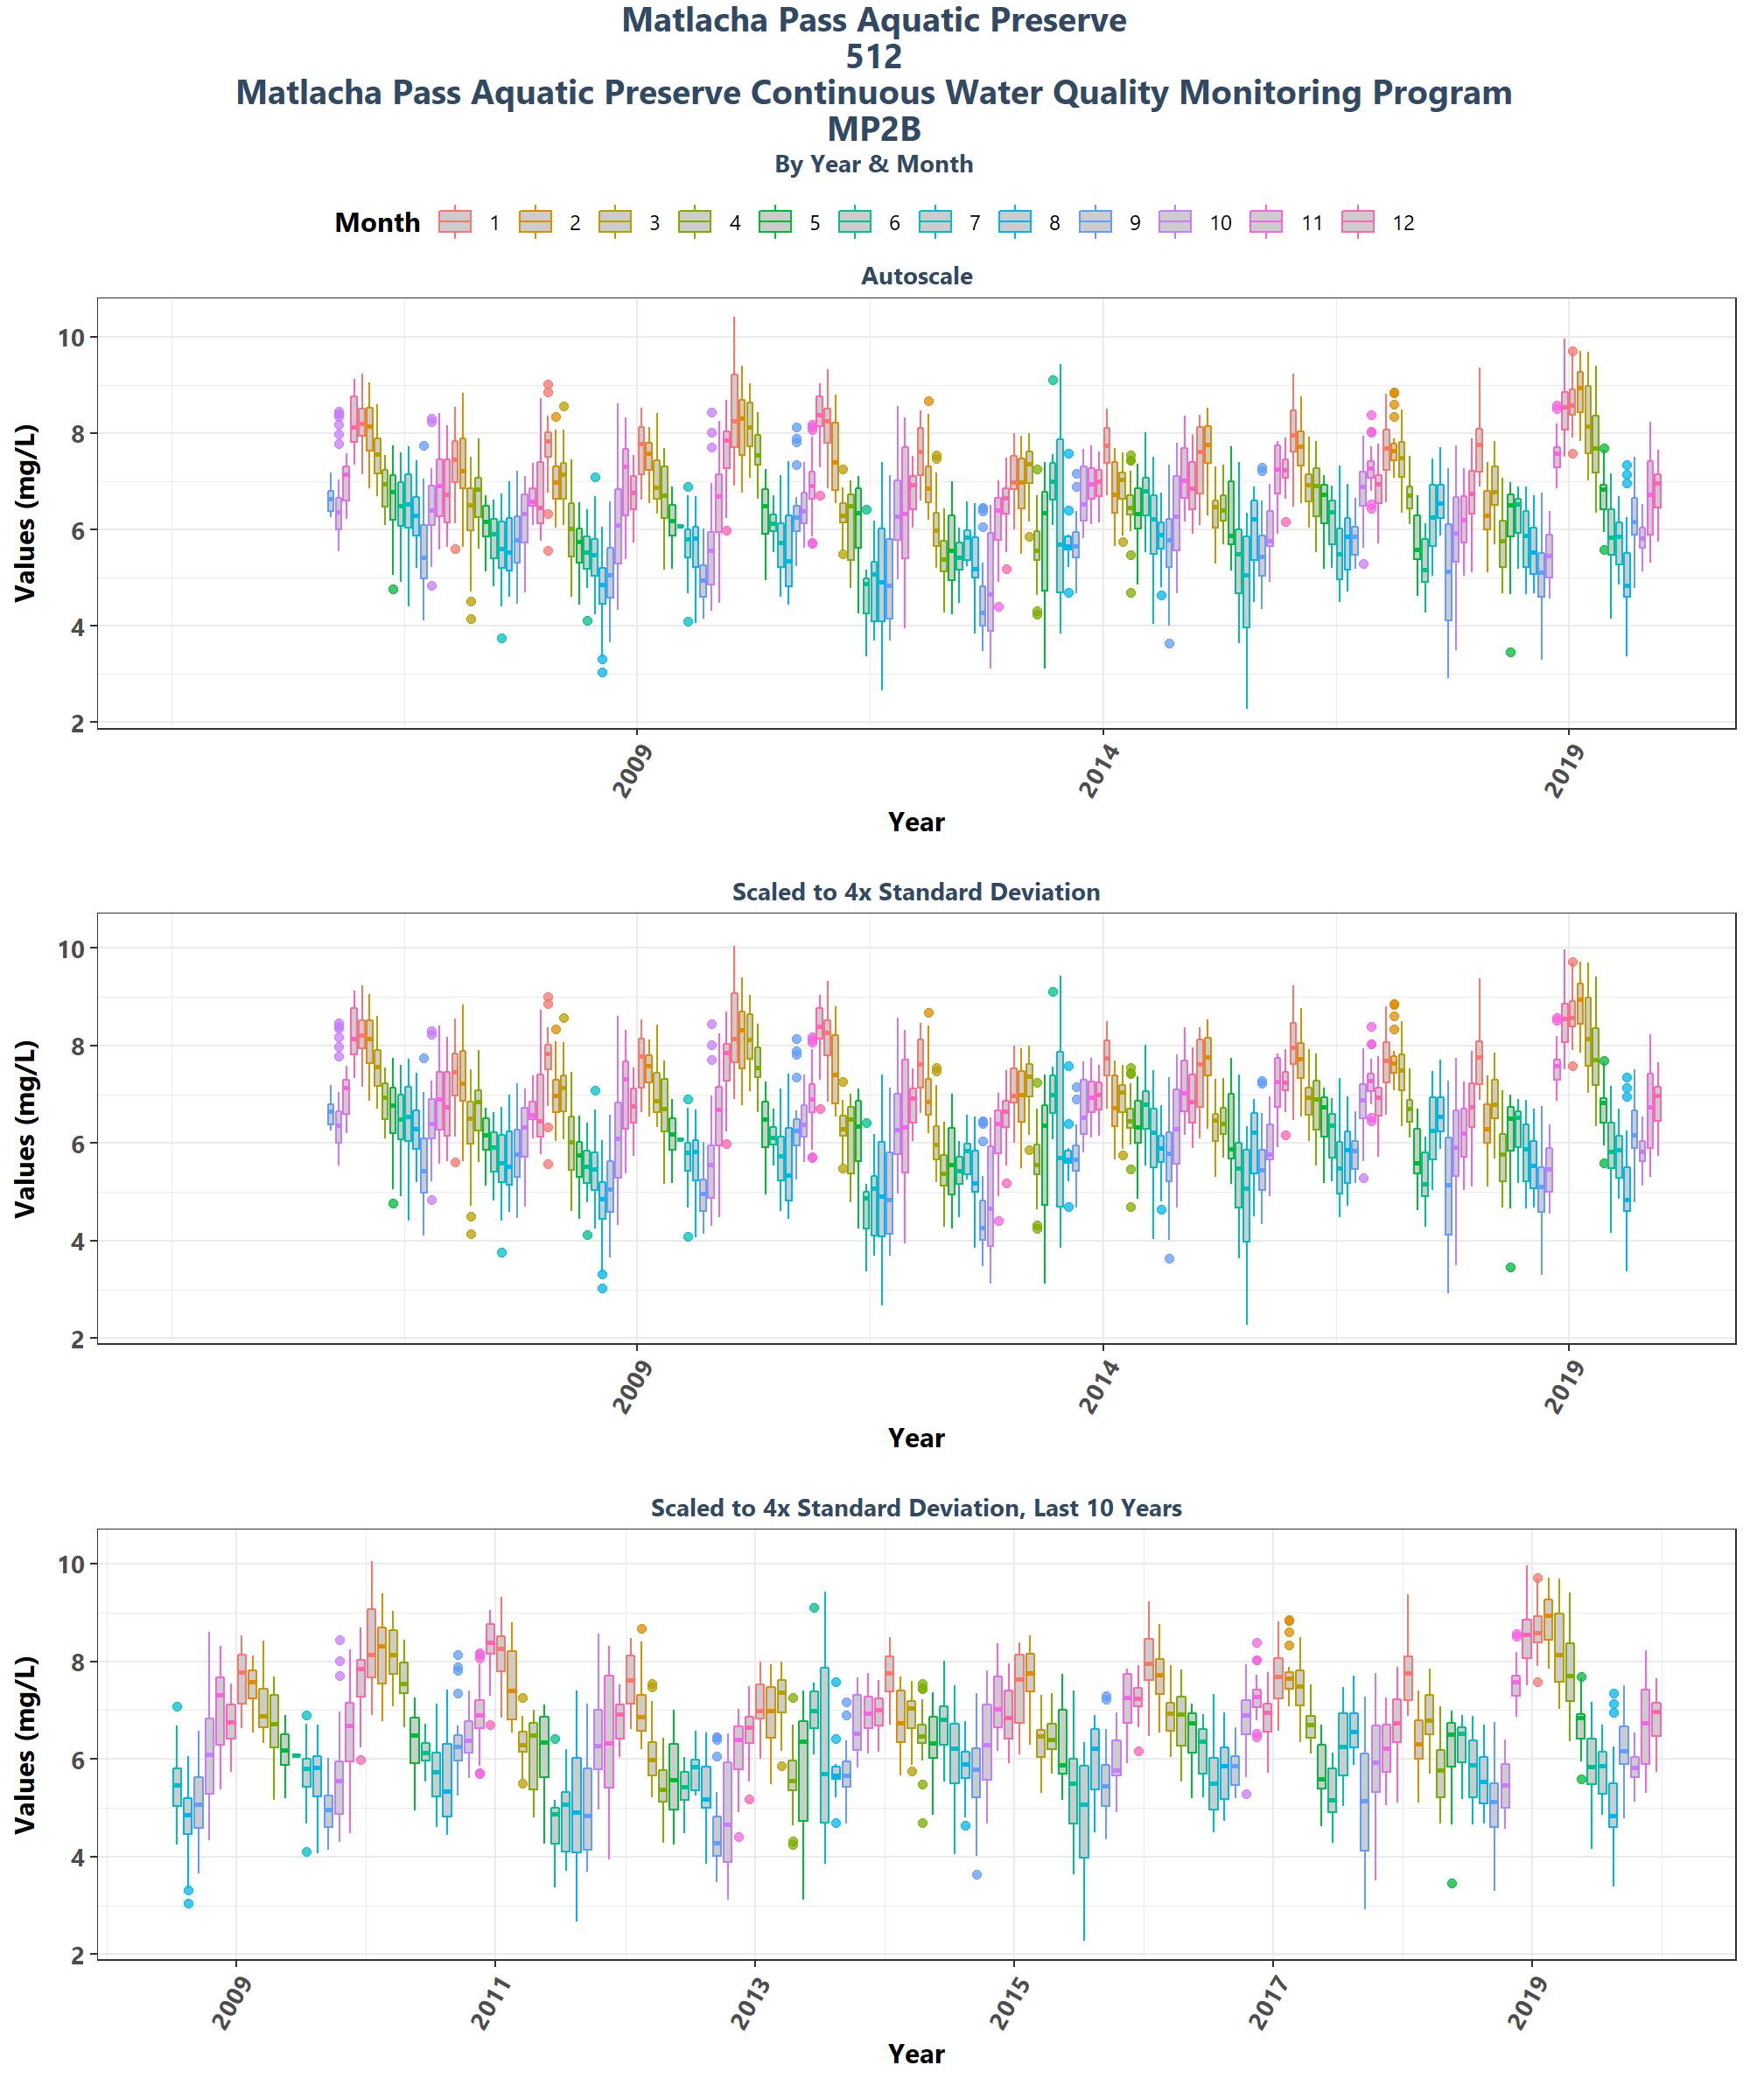 Matlacha Pass Aquatic Preserve
512
Matlacha Pass Aquatic Preserve Continuous Water Quality Monitoring Program
MP2B
By Year & Month
Month 1 2 3 4 5 6 7 8 9 10 11 12
Autoscale
Values (mg/L)
10
8
6
4
2
2009 2014 2019
Year
Scaled to 4x Standard Deviation
Values (mg/L)
10
8
6
4
2
2009 2014 2019
Year
Scaled to 4x Standard Deviation, Last 10 Years
Values (mg/L)
10
8
6
4
2
2009 2011 2013 2015 2017 2019
Year